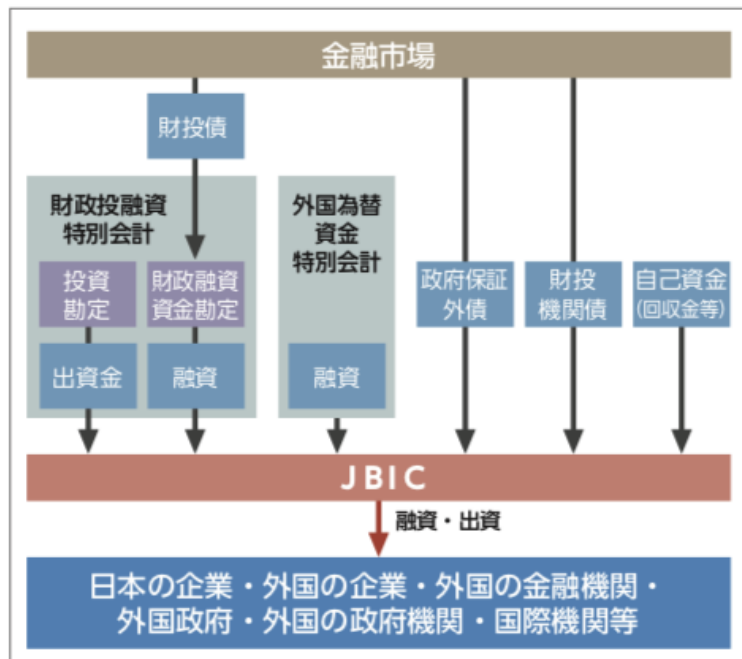 金融市場
財投債
財政投融資
特別会計
外国為替
資金
特別会計
投資
勘定
財政融資
資金勘定
政府保証
外債
財投
機関債
自己資金
(回収金等)
出資金
融資
融資
JBIC
融資・出資
日本の企業・外国の企業・外国の金融機関・
外国政府・外国の政府機関・国際機関等